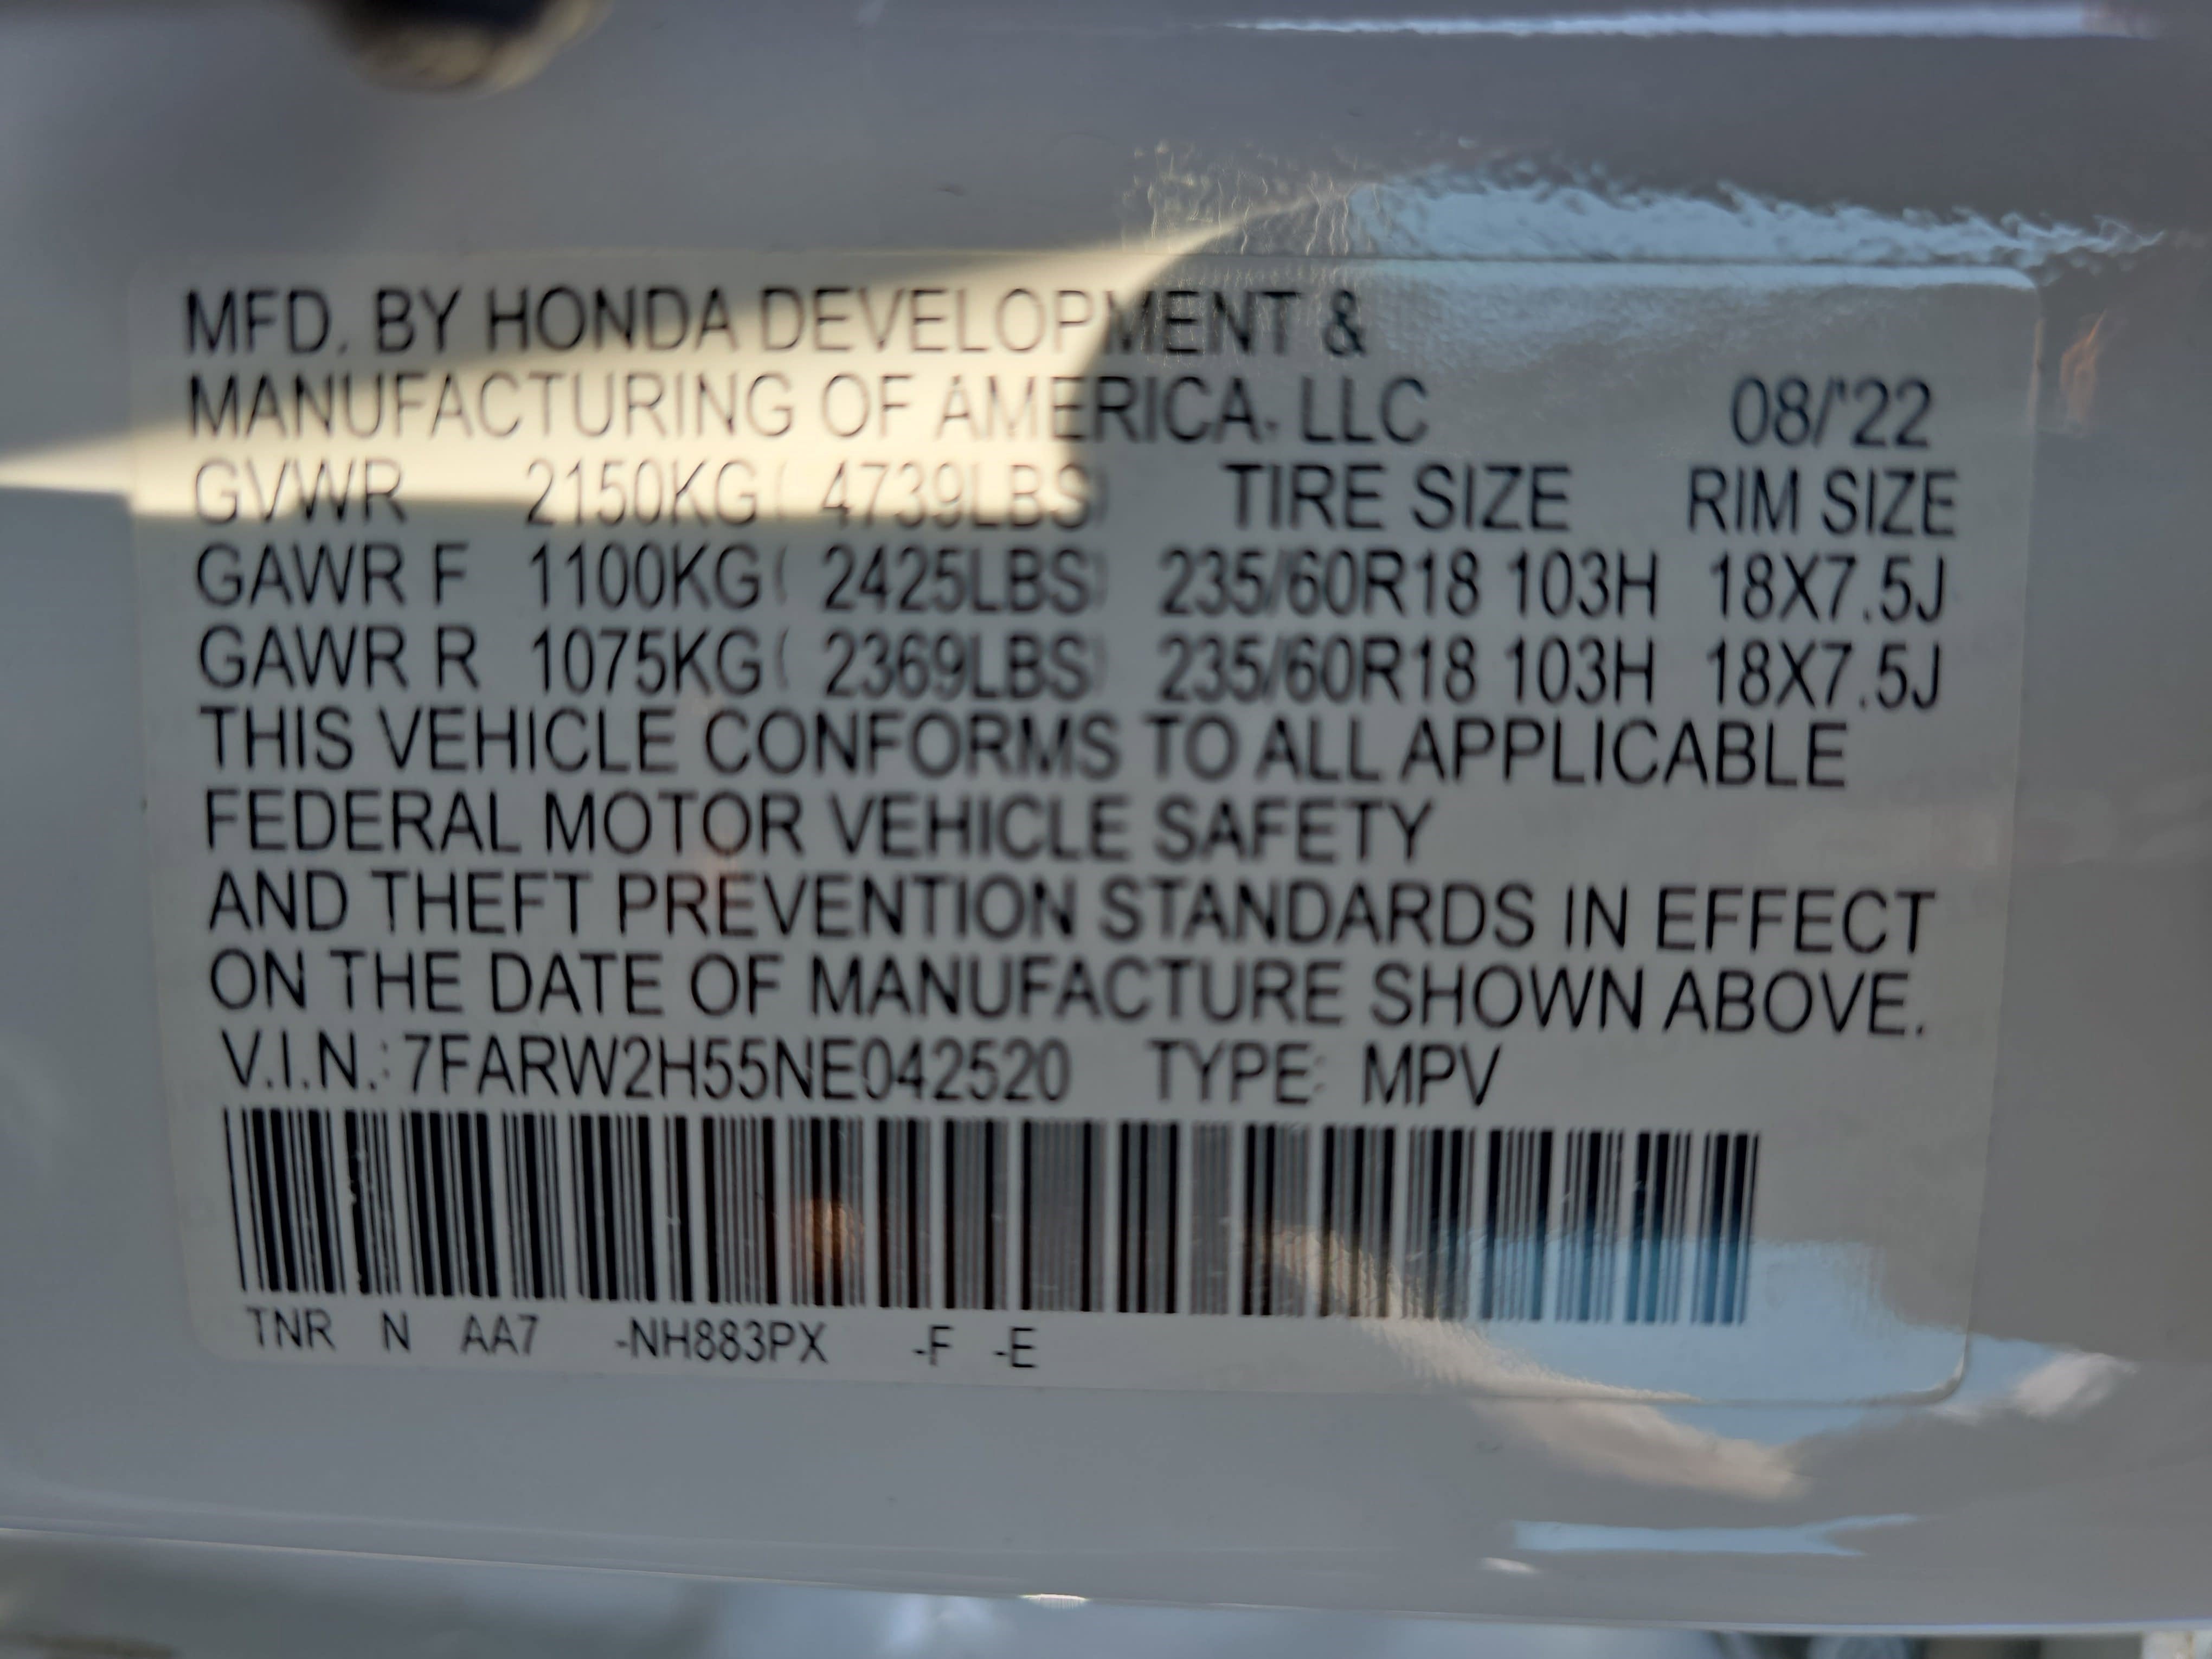 MFD. BY HONDA DEVELOPMENT &
MANUFACTURING OF AMERICA, LLC 08/'22
GVWR 2150KG( 4739LBS) TIRE SIZE RIM SIZE
GAWR F 1100KG( 2425LBS) 235/60R18 103H 18X7.5J
GAWR R 1075KG( 2369LBS) 235/60R18 103H 18X7.5J
THIS VEHICLE CONFORMS TO ALL APPLICABLE
FEDERAL MOTOR VEHICLE SAFETY
AND THEFT PREVENTION STANDARDS IN EFFECT
ON THE DATE OF MANUFACTURE SHOWN ABOVE.
V.I.N.: 7FARW2H55NE042520 TYPE: MPV
TNR N AA7 -NH883PX -F -E